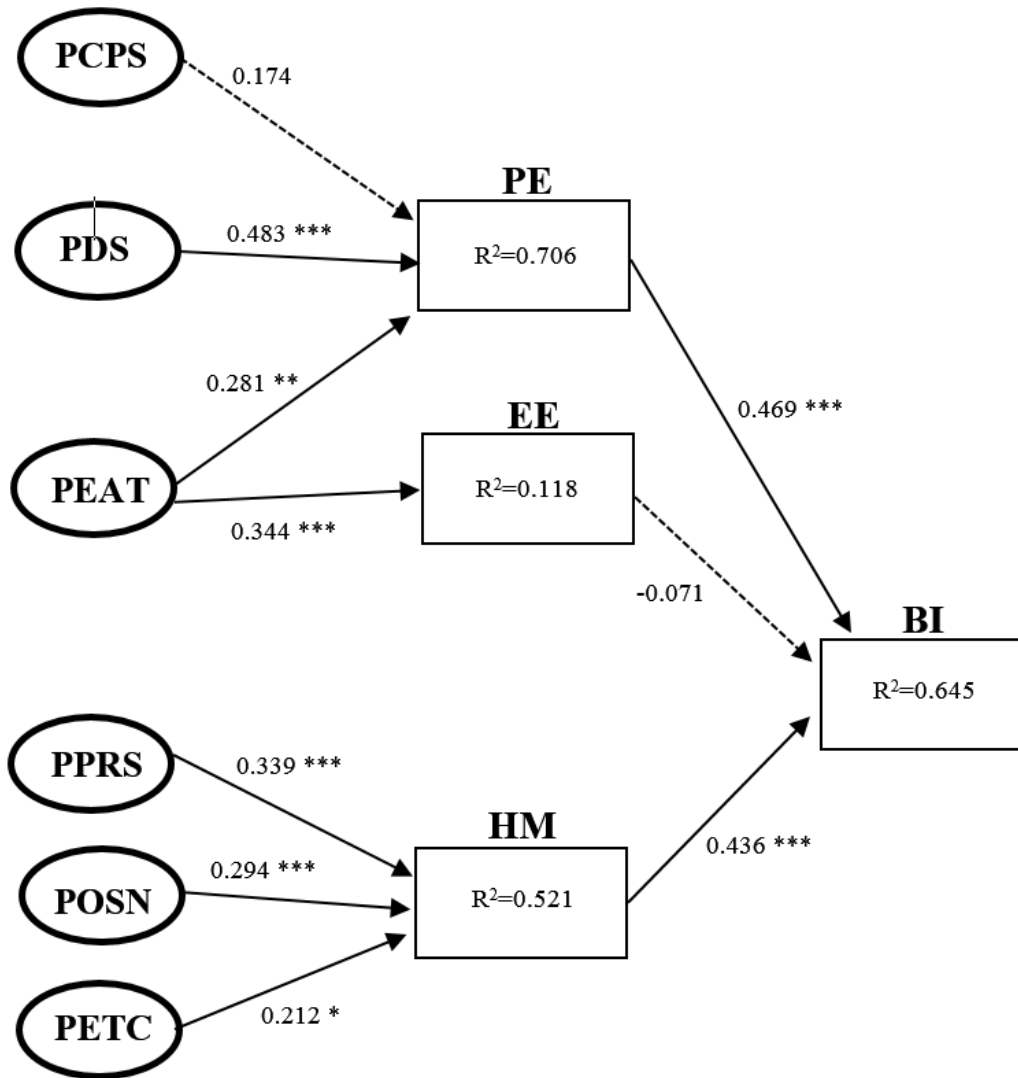 PCPS
0.174
PE
R²=0.706
PDS
0.483 ***
0.281 **
0.469 ***
EE
R²=0.118
PEAT
0.344 ***
-0.071
BI
R²=0.645
PPRS
0.339 ***
HM
R²=0.521
0.436 ***
POSN
0.294 ***
PETC
0.212 *